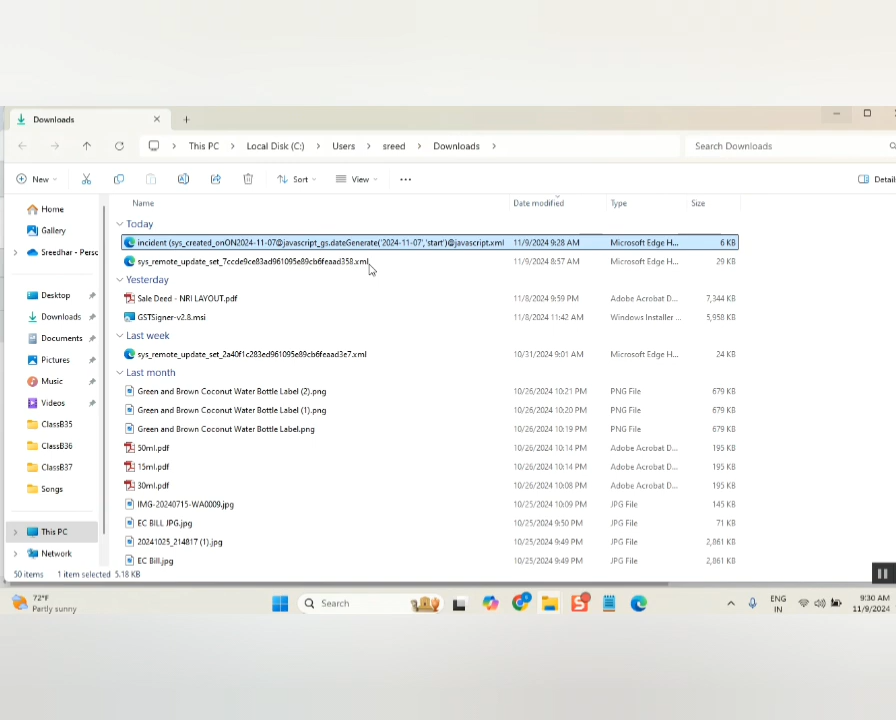 Downloads
This PC > Local Disk (C:) > Users > sreed > Downloads > Search Downloads
New Sort View ... Detail
Name Date modified Type Size
Home
Gallery
Sreedhar - Perso
Desktop
Downloads
Documents
Pictures
Music
Videos
ClassB35
ClassB36
ClassB37
Songs
This PC
Network
Today
incident (sys_created_onON2024-11-07@javascript_gs.dateGenerate('2024-11-07','start')@javascript.xml 11/9/2024 9:28 AM Microsoft Edge H... 6 KB
sys_remote_update_set_7ccde9ce83ad961095e89cb6feaad358.xml 11/9/2024 8:57 AM Microsoft Edge H... 29 KB
Yesterday
Sale Deed - NRI LAYOUT.pdf 11/8/2024 9:59 PM Adobe Acrobat D... 7,344 KB
GSTSigner-v2.8.msi 11/8/2024 11:42 AM Windows Installer ... 5,958 KB
Last week
sys_remote_update_set_2a40f1c283ed961095e89cb6feaad3e7.xml 10/31/2024 9:01 AM Microsoft Edge H... 24 KB
Last month
Green and Brown Coconut Water Bottle Label (2).png 10/26/2024 10:21 PM PNG File 679 KB
Green and Brown Coconut Water Bottle Label (1).png 10/26/2024 10:20 PM PNG File 679 KB
Green and Brown Coconut Water Bottle Label.png 10/26/2024 10:19 PM PNG File 679 KB
50ml.pdf 10/26/2024 10:14 PM Adobe Acrobat D... 195 KB
15ml.pdf 10/26/2024 10:14 PM Adobe Acrobat D... 195 KB
30ml.pdf 10/26/2024 10:08 PM Adobe Acrobat D... 195 KB
IMG-20240715-WA0009.jpg 10/25/2024 10:09 PM JPG File 145 KB
EC BILL JPG.jpg 10/25/2024 9:50 PM JPG File 71 KB
20241025_214817 (1).jpg 10/25/2024 9:49 PM JPG File 2,861 KB
EC Bill.jpg 10/25/2024 9:49 PM JPG File 2,861 KB
50 items 1 item selected 5.18 KB
72°F
Partly sunny
Search
ENG
IN
9:30 AM
11/9/2024